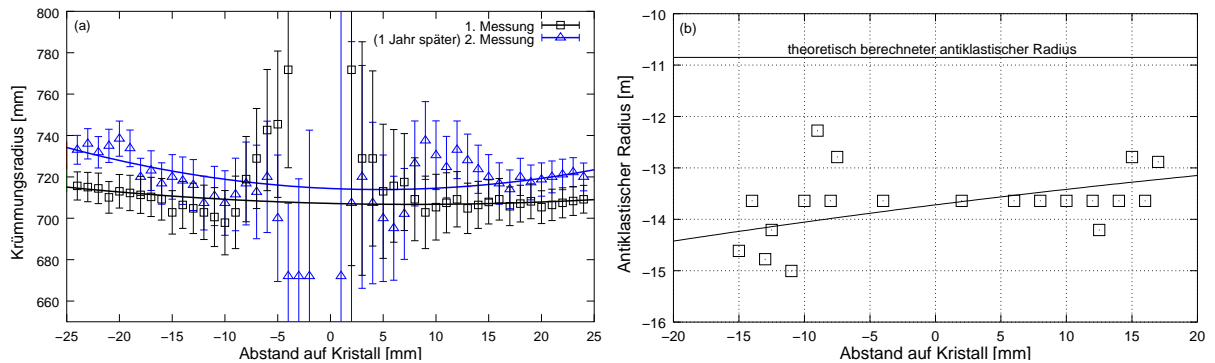 (a)
1. Messung
(1 Jahr später) 2. Messung
Krümmungsradius [mm]
800
780
760
740
720
700
680
660
−25 −20 −15 −10 −5 0 5 10 15 20 25
Abstand auf Kristall [mm]
(b)
theoretisch berechneter antiklastischer Radius
Antiklastischer Radius [m]
−10
−11
−12
−13
−14
−15
−16
−20 −15 −10 −5 0 5 10 15 20
Abstand auf Kristall [mm]